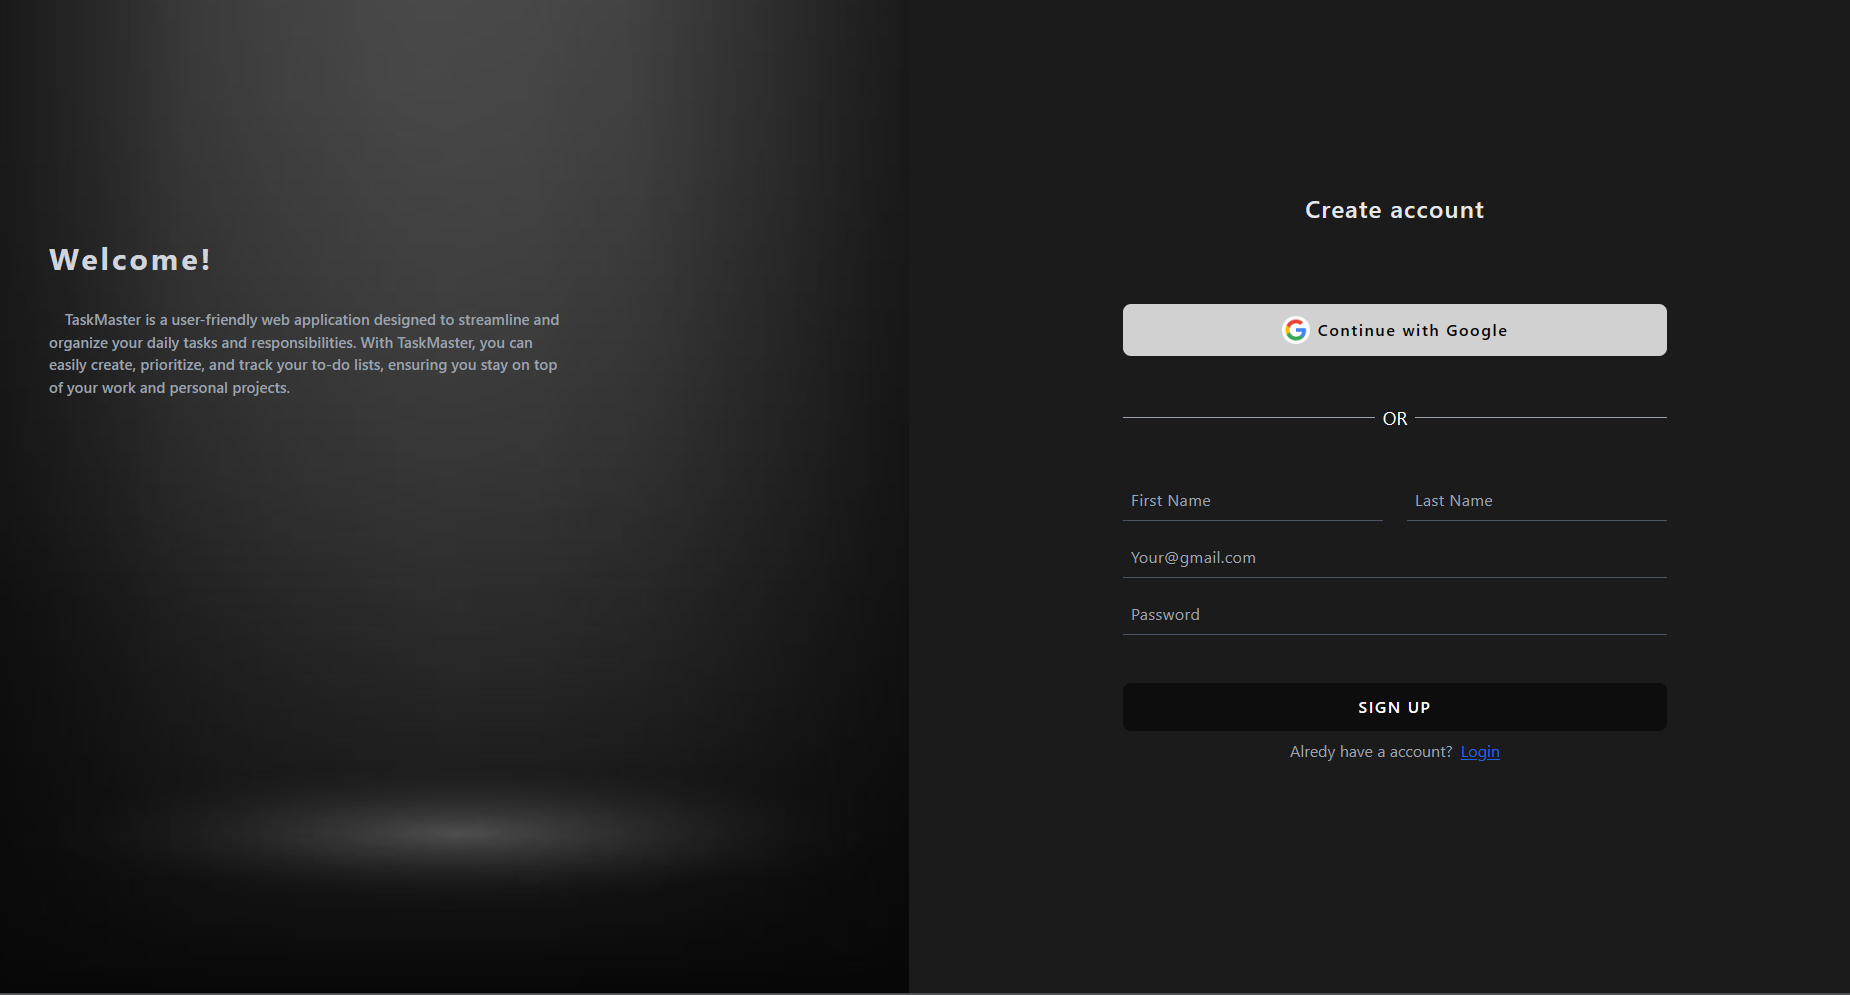 Welcome!
TaskMaster is a user-friendly web application designed to streamline and
organize your daily tasks and responsibilities. With TaskMaster, you can
easily create, prioritize, and track your to-do lists, ensuring you stay on top
of your work and personal projects.
Create account
Continue with Google
OR
First Name Last Name
Your@gmail.com
Password
SIGN UP
Alredy have a account? Login